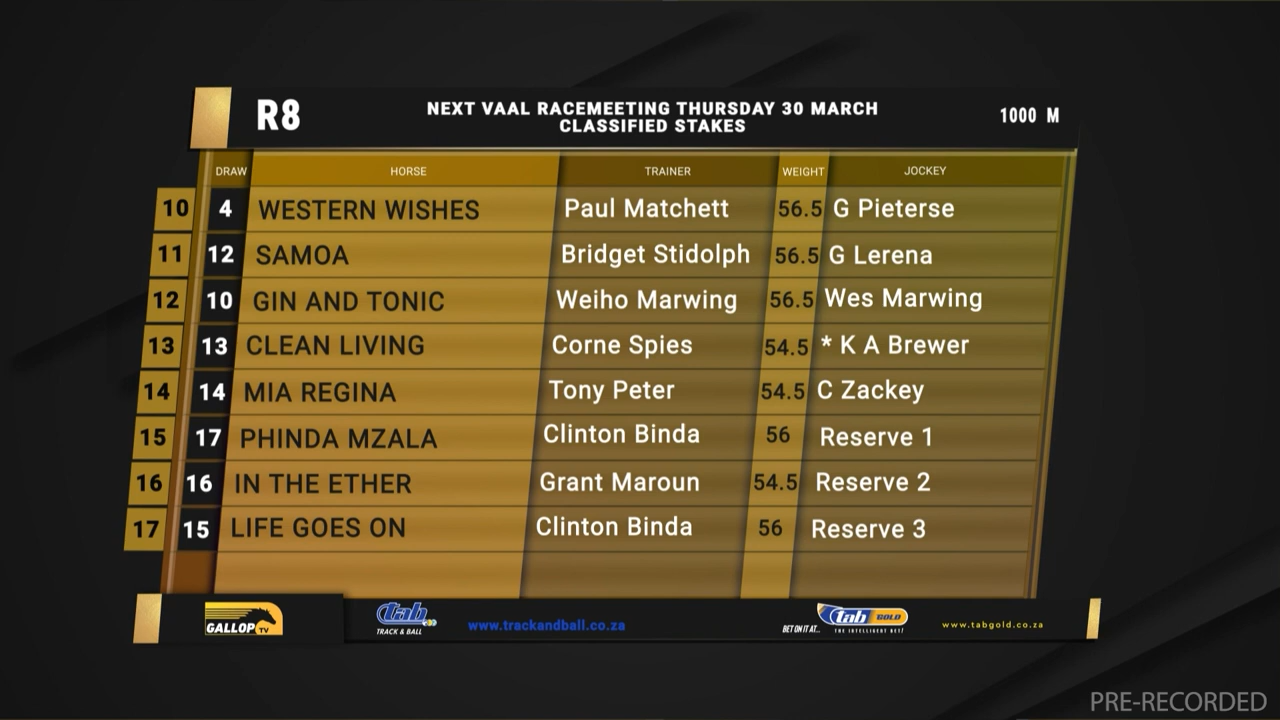 R8
NEXT VAAL RACEMEETING THURSDAY 30 MARCH
CLASSIFIED STAKES
1000 M
DRAW HORSE TRAINER WEIGHT JOCKEY
10 4 WESTERN WISHES Paul Matchett 56.5 G Pieterse
11 12 SAMOA Bridget Stidolph 56.5 G Lerena
12 10 GIN AND TONIC Weiho Marwing 56.5 Wes Marwing
13 13 CLEAN LIVING Corne Spies 54.5 * K A Brewer
14 14 MIA REGINA Tony Peter 54.5 C Zackey
15 17 PHINDA MZALA Clinton Binda 56 Reserve 1
16 16 IN THE ETHER Grant Maroun 54.5 Reserve 2
17 15 LIFE GOES ON Clinton Binda 56 Reserve 3
GALLOP TV
tab
TRACK & BALL
www.trackandball.co.za
BET ON IT AT...
tab GOLD
THE INTELLIGENT BET!
www.tabgold.co.za
PRE-RECORDED